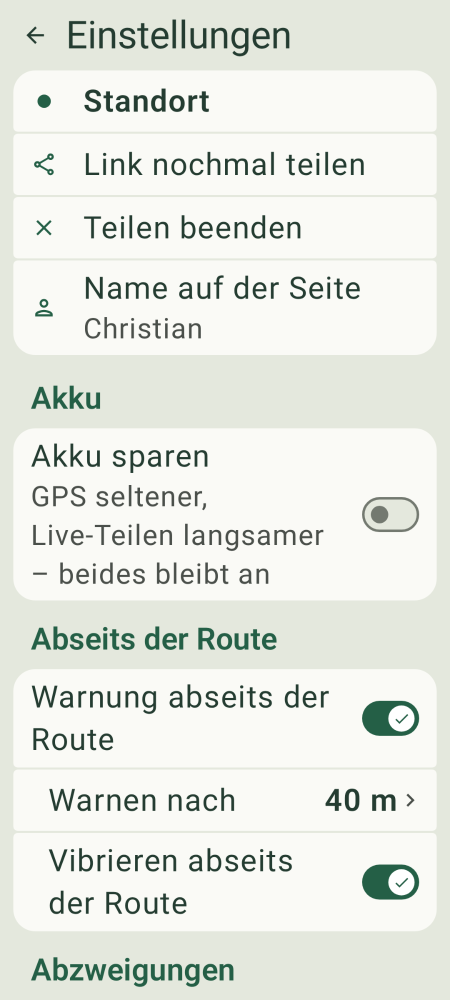 Einstellungen
Standort
Link nochmal teilen
Teilen beenden
Name auf der Seite
Christian
Akku
Akku sparen
GPS seltener,
Live-Teilen langsamer
– beides bleibt an
Abseits der Route
Warnung abseits der
Route
Warnen nach 40 m
Vibrieren abseits
der Route
Abzweigungen